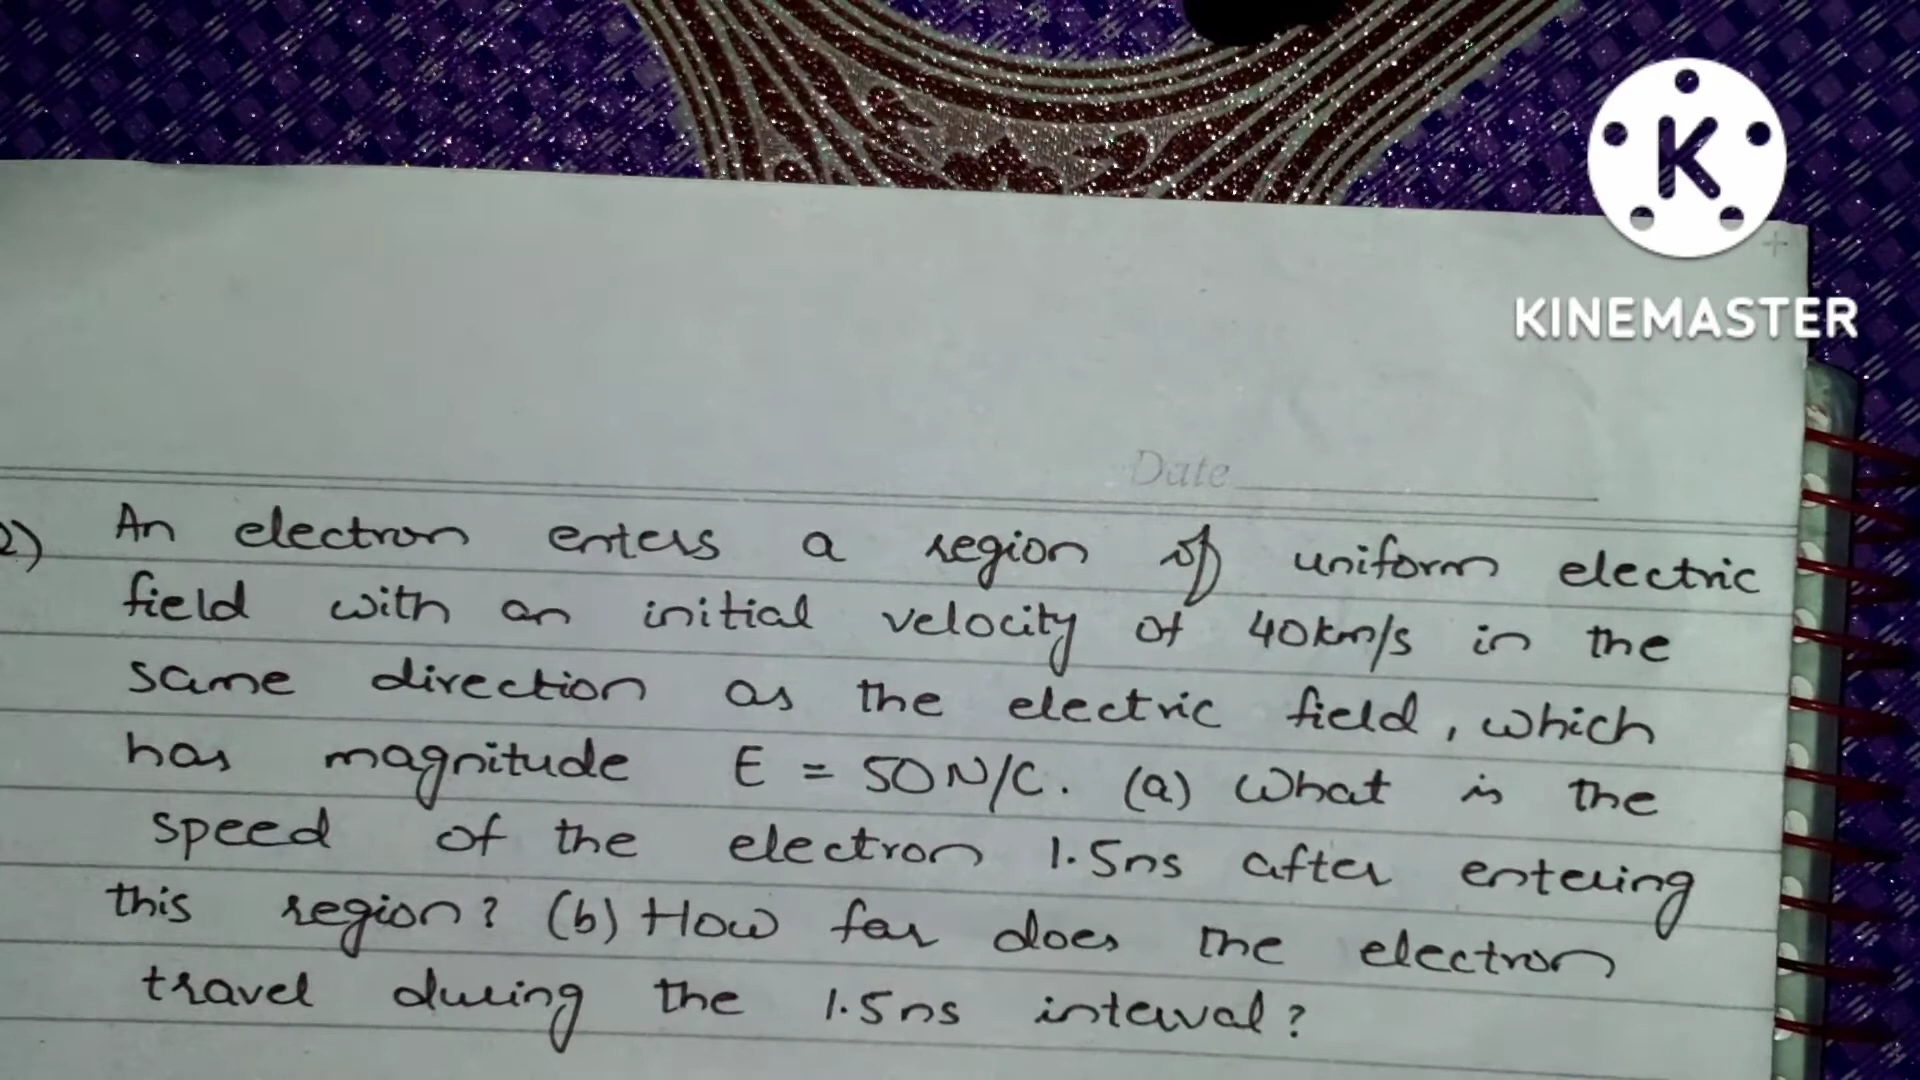 KINEMASTER
Date
2) An electron enters a region of uniform electric
field with an initial velocity of 40km/s in the
same direction as the electric field, which
has magnitude E = 50N/C. (a) What is the
speed of the electron 1.5ns after entering
this region? (b) How far does the electron
travel during the 1.5ns interval?